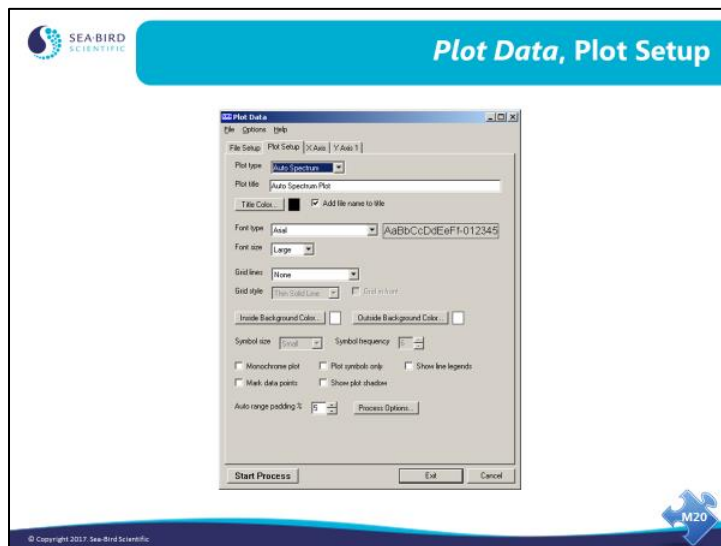 SEA·BIRD
SCIENTIFIC
Plot Data, Plot Setup
Plot Data
File Options Help
File Setup Plot Setup X Axis Y Axis 1
Plot type Auto Spectrum
Plot title Auto Spectrum Plot
Title Color... Add file name to title
Font type Arial AaBbCcDdEeFf-012345
Font size Large
Grid lines None
Grid style Thin Solid Line Grid in front
Inside Background Color... Outside Background Color...
Symbol size Small Symbol frequency
Monochrome plot Plot symbols only Show line legends
Mark data points Show plot shadow
Auto range padding % 5 Process Options...
Start Process Exit Cancel
M20
© Copyright 2017, Sea-Bird Scientific